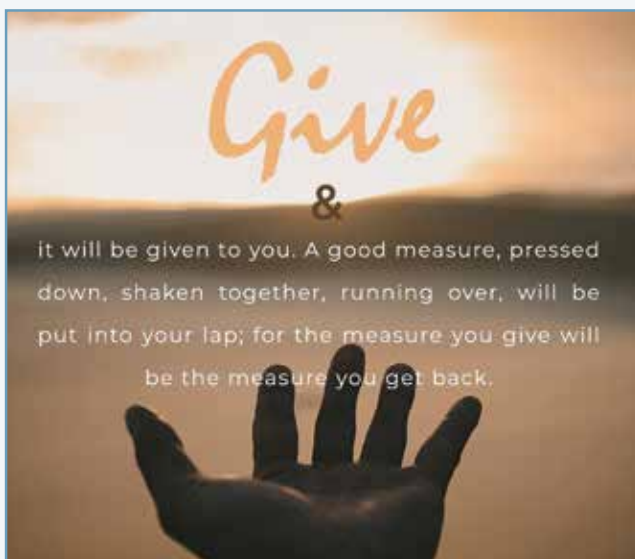 Give
&
it will be given to you. A good measure, pressed
down, shaken together, running over, will be
put into your lap; for the measure you give will
be the measure you get back.